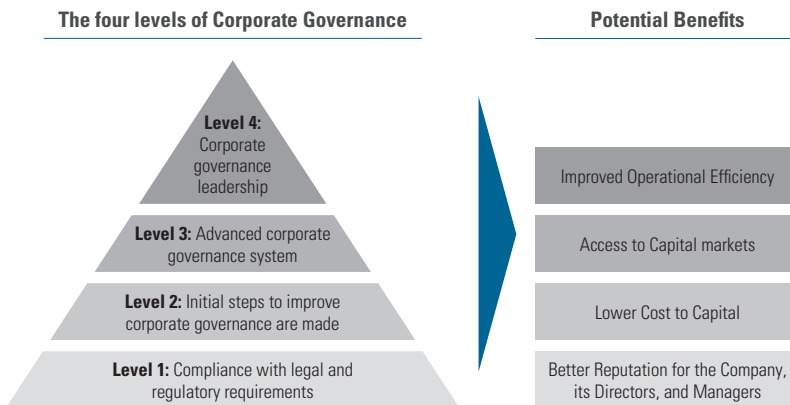 The four levels of Corporate Governance
Potential Benefits
Level 4:
Corporate
governance
leadership
Improved Operational Efficiency
Level 3: Advanced corporate
governance system
Access to Capital markets
Level 2: Initial steps to improve
corporate governance are made
Lower Cost to Capital
Level 1: Compliance with legal and
regulatory requirements
Better Reputation for the Company,
its Directors, and Managers